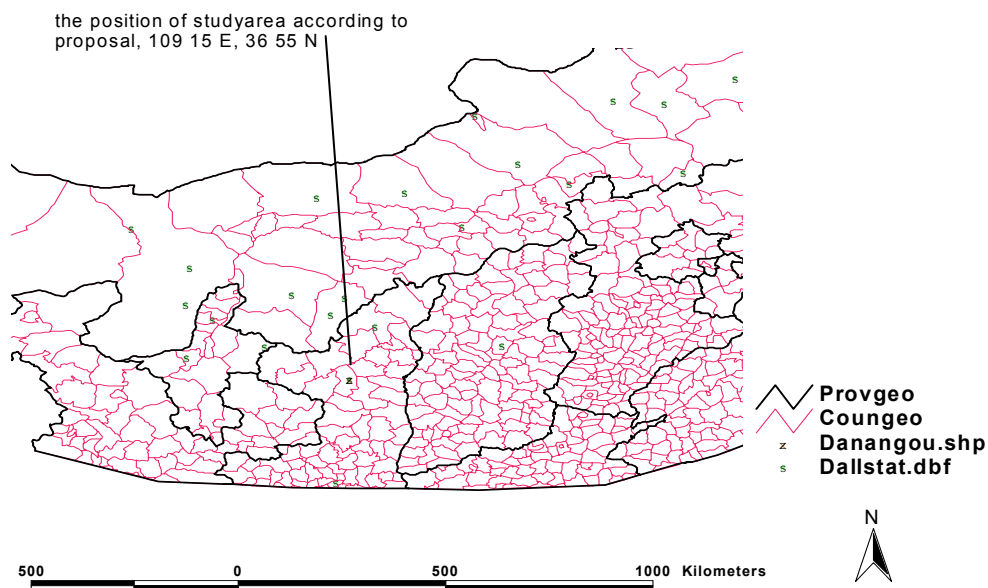 the position of studyarea according to
proposal, 109 15 E, 36 55 N
Provgeo
Coungeo
z Danangou.shp
s Dallstat.dbf
N
500 0 500 1000 Kilometers